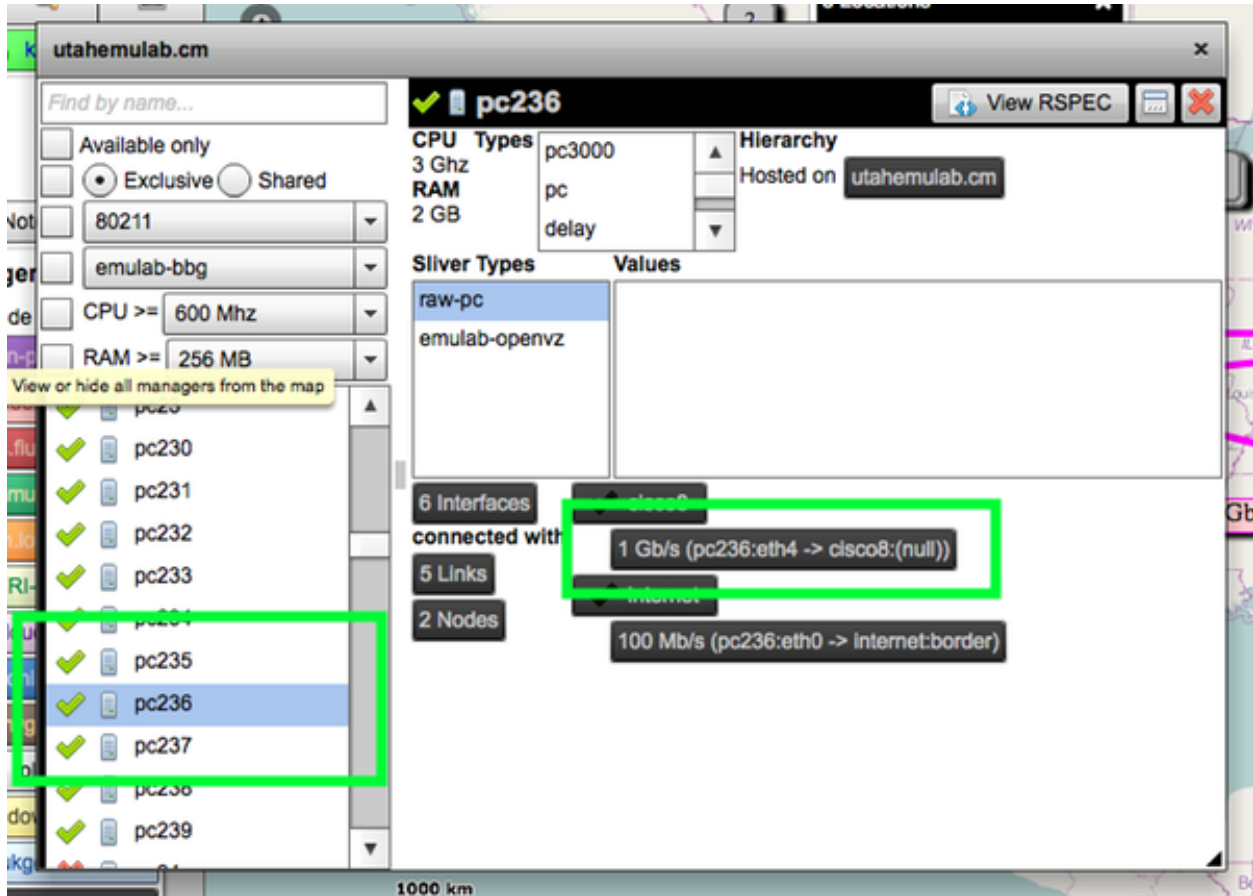 2
utahemulab.cm
Find by name...
Available only
Exclusive Shared
80211
emulab-bbg
CPU >= 600 Mhz
RAM >= 256 MB
View or hide all managers from the map
pc230
pc231
pc232
pc233
pc235
pc236
pc237
pc238
pc239
pc236
View RSPEC
CPU
3 Ghz
RAM
2 GB
Types
pc3000
pc
delay
Hierarchy
Hosted on utahemulab.cm
Sliver Types
Values
raw-pc
emulab-openvz
6 Interfaces
connected with
5 Links
2 Nodes
cisco8
1 Gb/s (pc236:eth4 -> cisco8:(null))
internet
100 Mb/s (pc236:eth0 -> internet:border)
1000 km